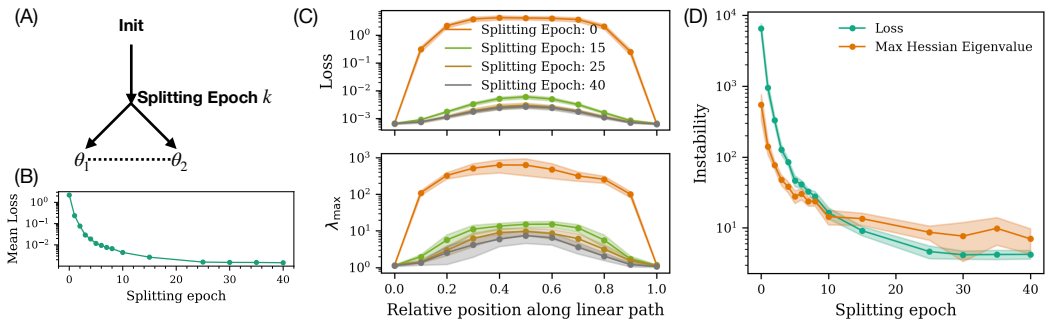 (A)
Init
Splitting Epoch k
θ1
θ2
(B)
Mean Loss
10^0
10^-1
10^-2
0
10
20
30
40
Splitting epoch
(C)
Loss
10^1
10^0
10^-1
10^-2
10^-3
Splitting Epoch: 0
Splitting Epoch: 15
Splitting Epoch: 25
Splitting Epoch: 40
λmax
10^3
10^2
10^1
10^0
0.0
0.2
0.4
0.6
0.8
1.0
Relative position along linear path
(D)
Instability
10^4
10^3
10^2
10^1
Loss
Max Hessian Eigenvalue
0
10
20
30
40
Splitting epoch